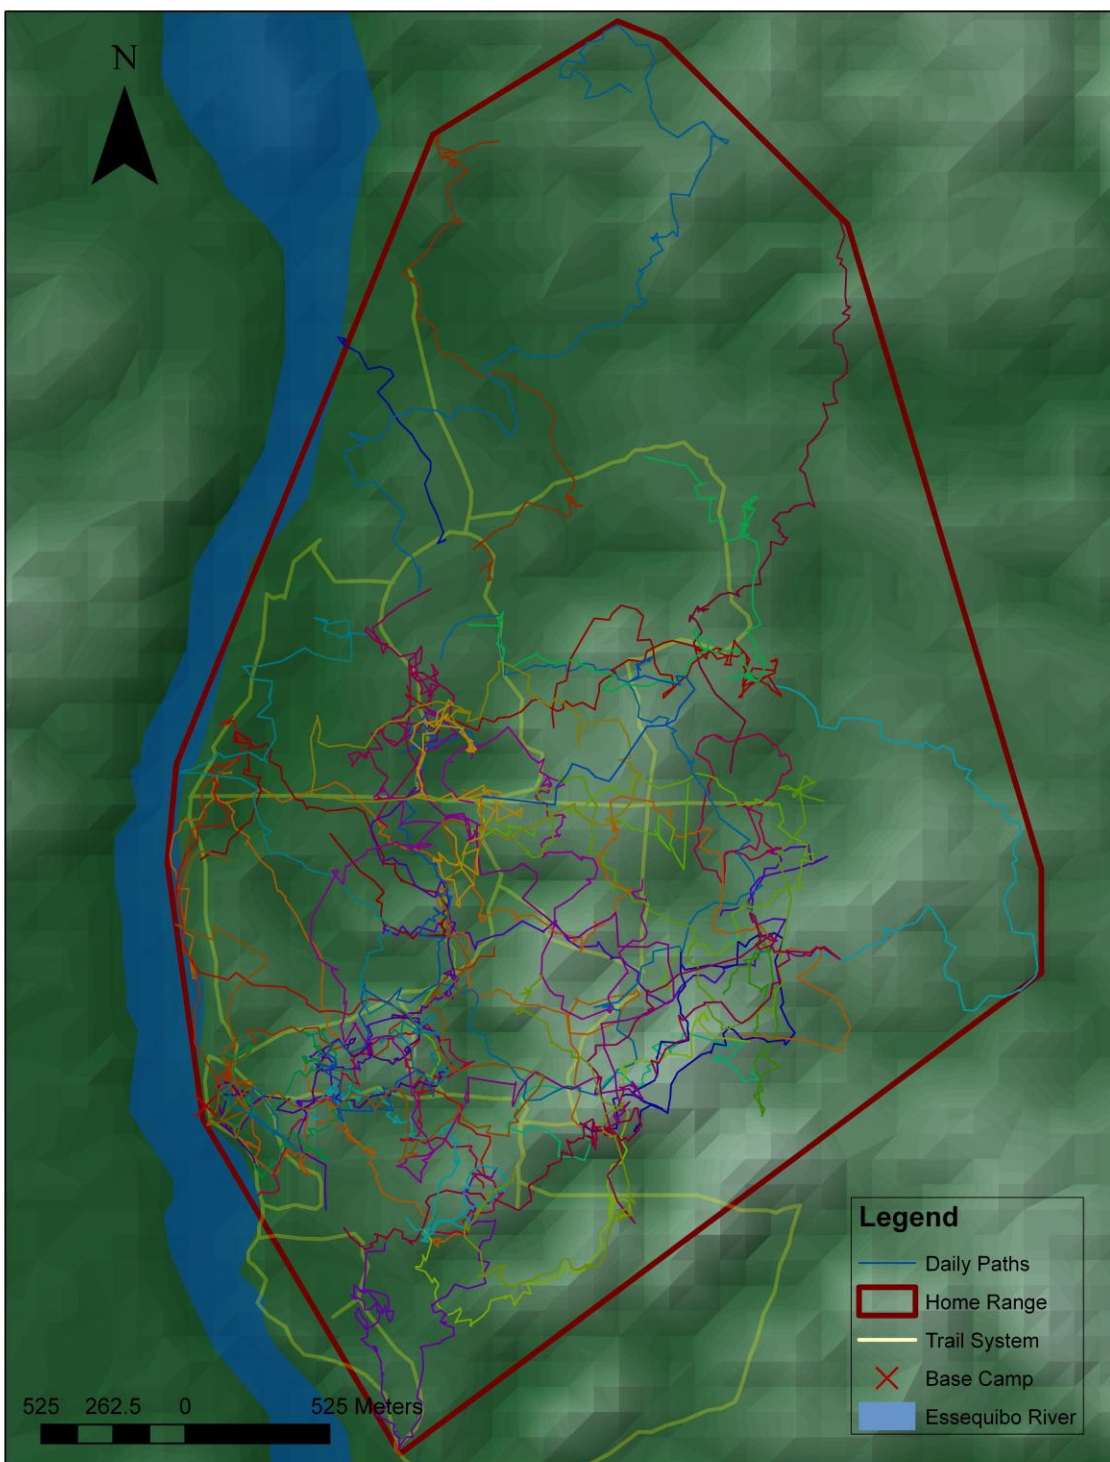 N
Legend
Daily Paths
Home Range
Trail System
Base Camp
Essequibo River
525 262.5 0 525 Meters